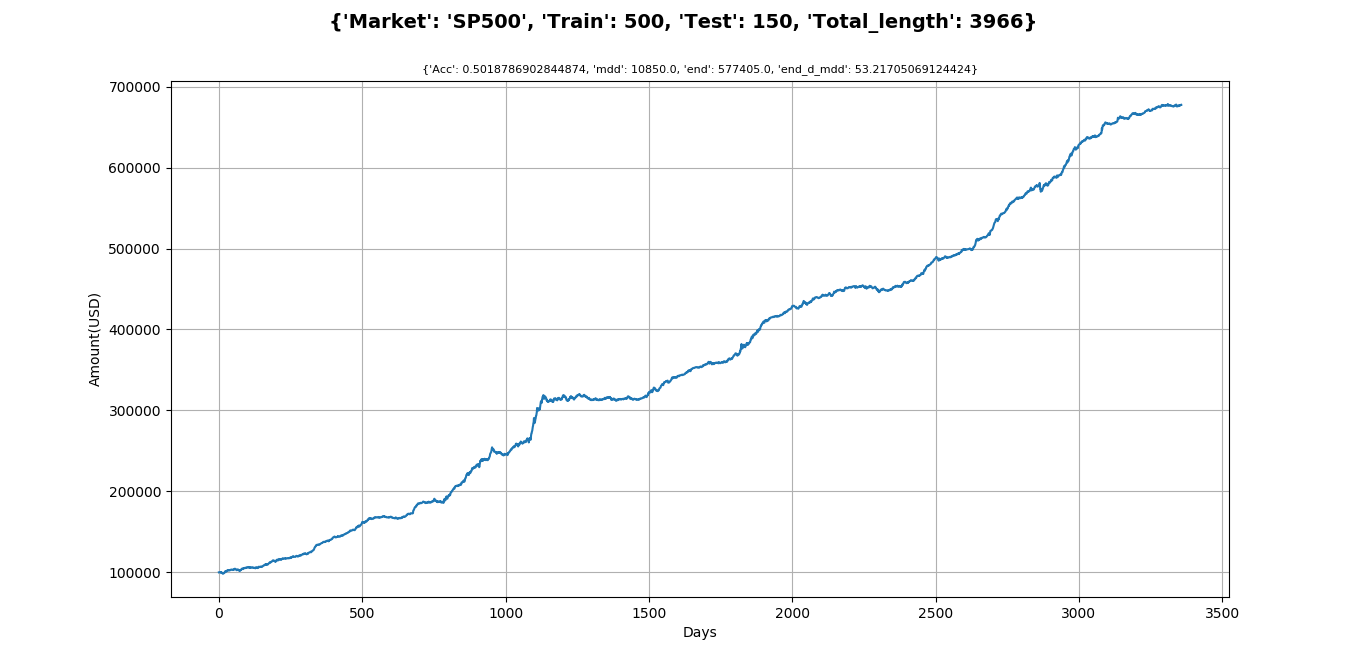 {'Market': 'SP500', 'Train': 500, 'Test': 150, 'Total_length': 3966}
{'Acc': 0.5018786902844874, 'mdd': 10850.0, 'end': 577405.0, 'end_d_mdd': 53.21705069124424}
700000
600000
500000
400000
300000
200000
100000
Amount(USD)
0 500 1000 1500 2000 2500 3000 3500
Days